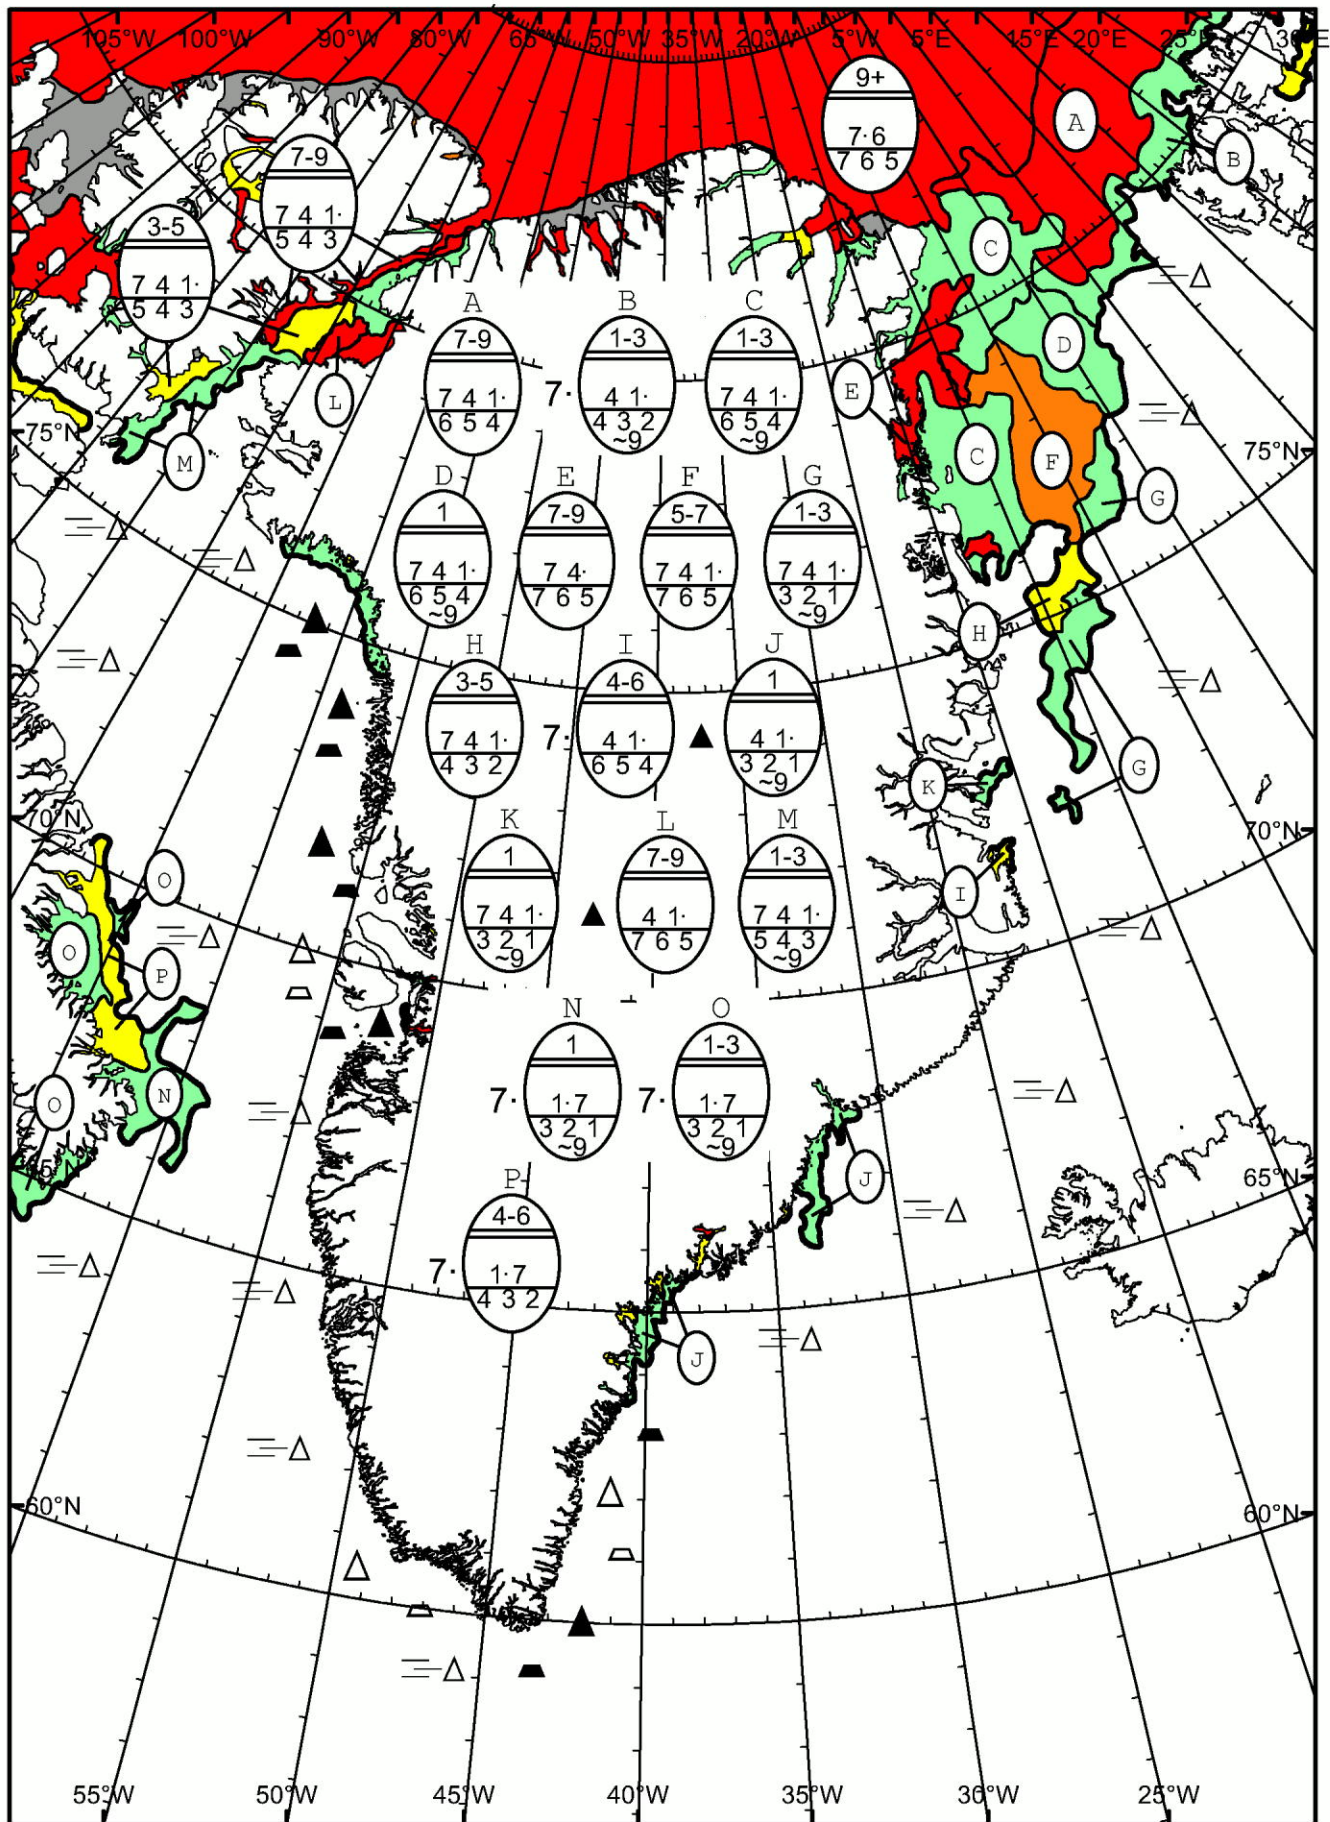 105°W 100°W 90°W 80°W 65°W 50°W 35°W 20°W 5°W 5°E 15°E 20°E 25°E 30°E
9+
7·6
7 6 5
A
B
7-9
7 4 1·
5 4 3
3-5
7 4 1·
5 4 3
C
D
E
L
75°N
M
C
F
G
75°N
A B C
7-9 1-3 1-3
7 4 1· 7· 4 1· 7 4 1·
6 5 4 4 3 2 6 5 4
~9 ~9
D E F G
1 7-9 5-7 1-3
7 4 1· 7 4· 7 4 1· 7 4 1·
6 5 4 7 6 5 7 6 5 3 2 1
~9 ~9
H
H I J
3-5 4-6 1
7 4 1· 7· 4 1· 4 1·
4 3 2 6 5 4 3 2 1
~9
G
K
70°N
70°N
K L M
1 7-9 1-3
7 4 1· 4 1· 7 4 1·
3 2 1 7 6 5 5 4 3
~9 ~9
O
I
O
P
N O
1 1-3
7· 1·7 7· 1·7
3 2 1 3 2 1
~9 ~9
N
O
65°N
J
65°N
P
4-6
7· 1·7
4 3 2
J
60°N
60°N
55°W 50°W 45°W 40°W 35°W 30°W 25°W